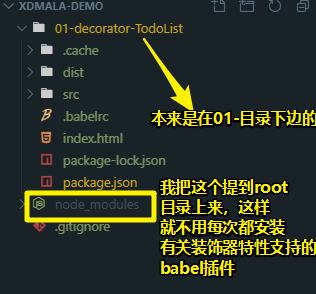 XDMALA-DEMO
01-decorator-TodoList
.cache
dist
src
.babelrc
本来是在01-目录下边的
index.html
package-lock.json
package.json
我把这个提到root
目录上来，这样
就不用每次都安装
有关装饰器特性支持的
babel插件
node_modules
.gitignore